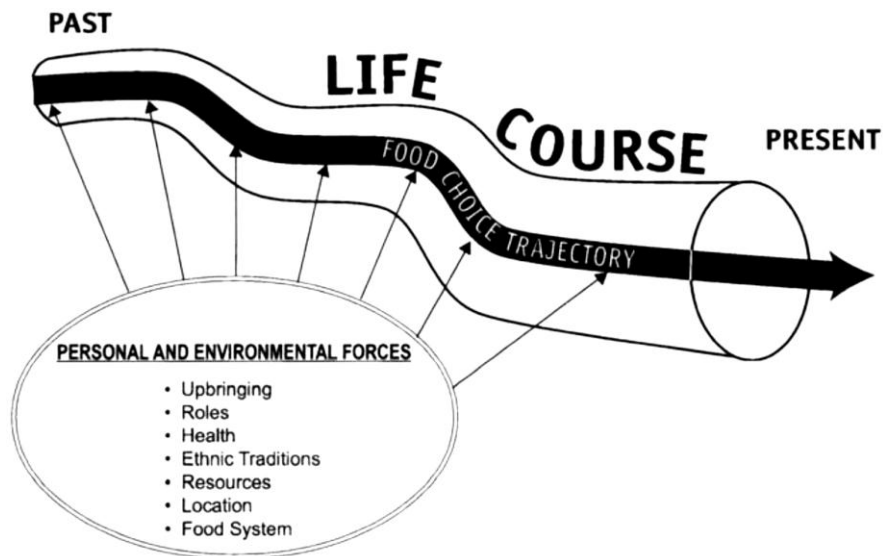 PAST
LIFE
COURSE
PRESENT
FOOD CHOICE TRAJECTORY
PERSONAL AND ENVIRONMENTAL FORCES
• Upbringing
• Roles
• Health
• Ethnic Traditions
• Resources
• Location
• Food System